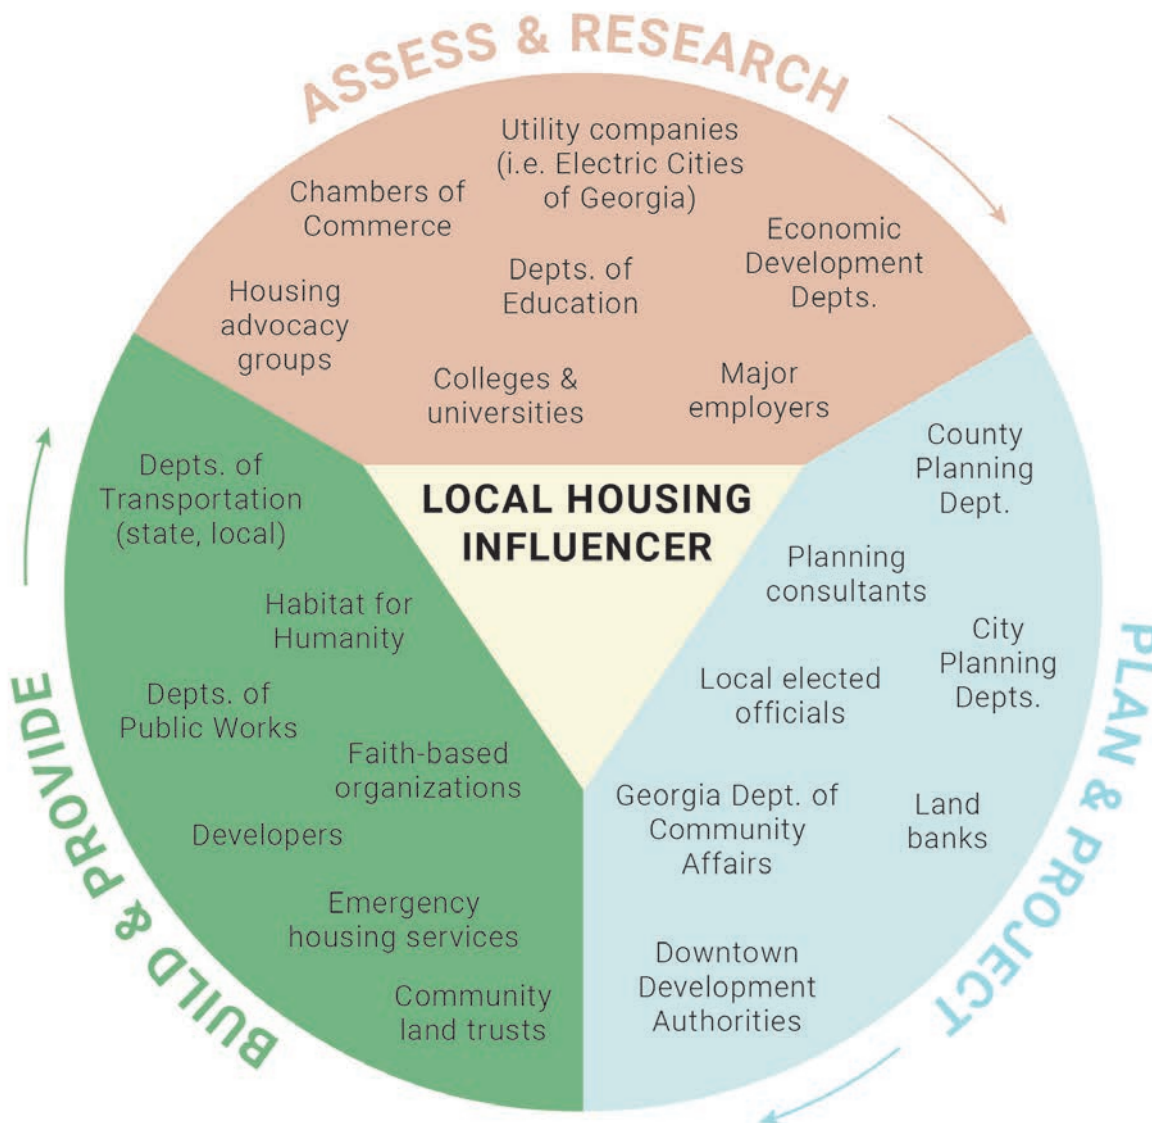 ASSESS & RESEARCH
Utility companies
(i.e. Electric Cities
of Georgia)
Chambers of
Commerce
Economic
Development
Depts.
Depts. of
Education
Housing
advocacy
groups
Colleges &
universities
Major
employers
LOCAL HOUSING
INFLUENCER
PLAN & PROJECT
County
Planning
Dept.
Planning
consultants
City
Planning
Depts.
Local elected
officials
Georgia Dept. of
Community
Affairs
Land
banks
Downtown
Development
Authorities
BUILD & PROVIDE
Depts. of
Transportation
(state, local)
Habitat for
Humanity
Depts. of
Public Works
Faith-based
organizations
Developers
Emergency
housing services
Community
land trusts